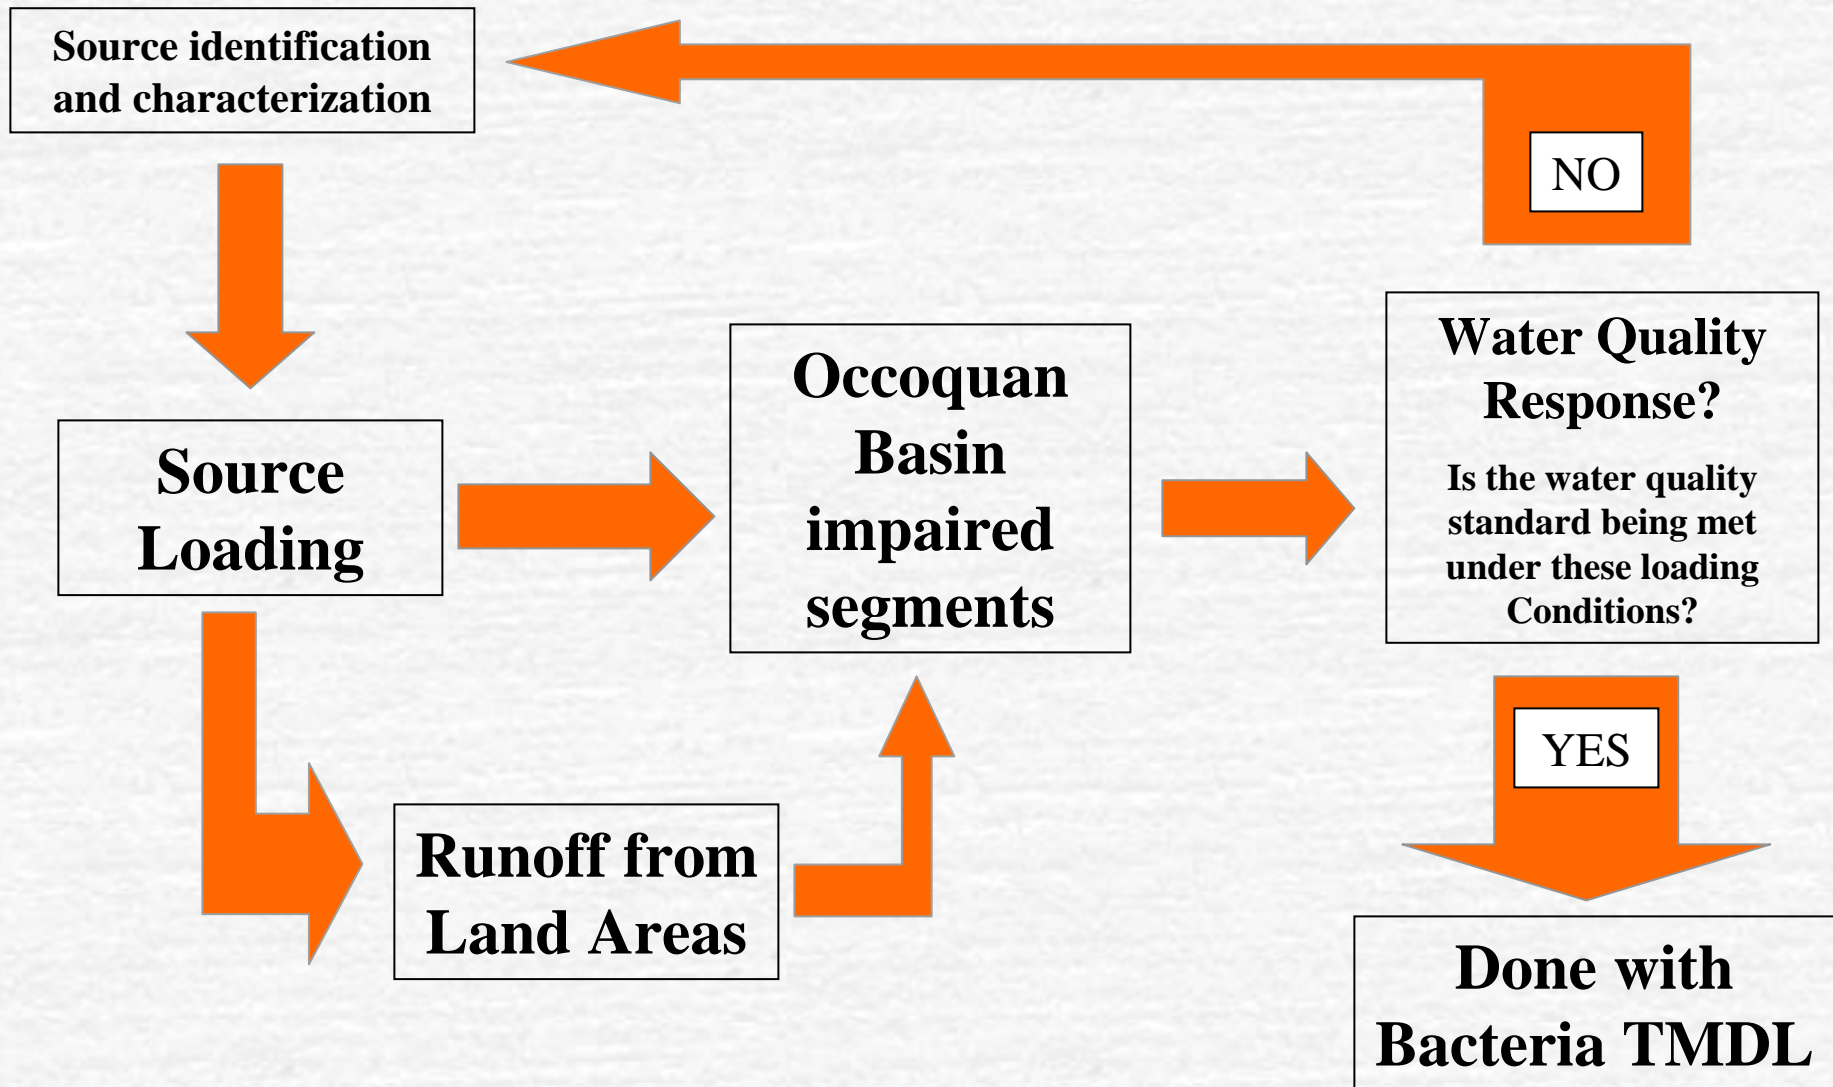 Source identification
and characterization
NO
Water Quality
Response?
Is the water quality
standard being met
under these loading
Conditions?
Occoquan
Basin
impaired
segments
Source
Loading
YES
Runoff from
Land Areas
Done with
Bacteria TMDL